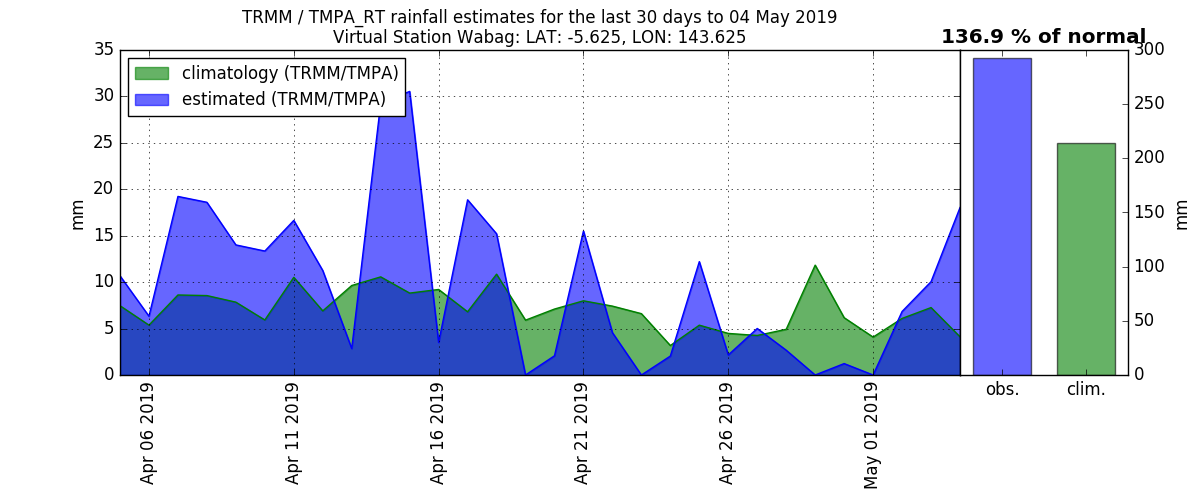 TRMM / TMPA_RT rainfall estimates for the last 30 days to 04 May 2019
Virtual Station Wabag: LAT: -5.625, LON: 143.625
136.9 % of normal
climatology (TRMM/TMPA)
estimated (TRMM/TMPA)
35
30
25
20
15
10
5
0
mm
Apr 06 2019
Apr 11 2019
Apr 16 2019
Apr 21 2019
Apr 26 2019
May 01 2019
obs.
clim.
300
250
200
150
100
50
0
mm